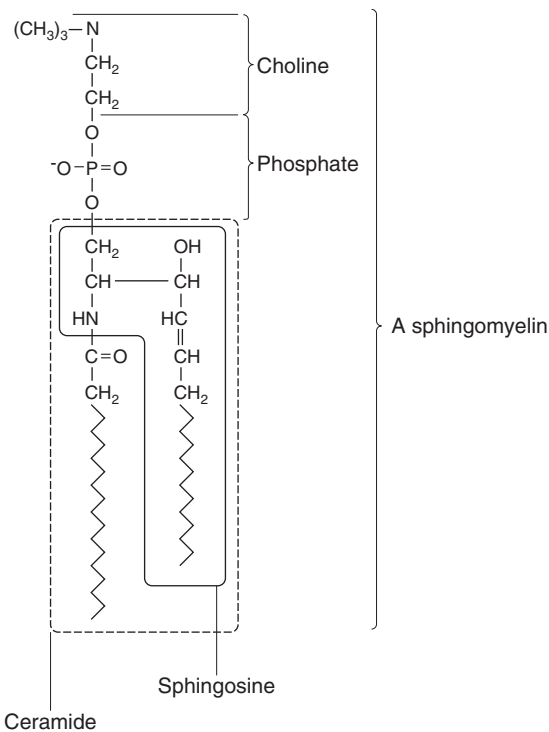 (CH₃)₃–N
CH₂
Choline
CH₂
O
⁻O–P=O
Phosphate
O
CH₂ OH
CH CH
HN HC
A sphingomyelin
C=O CH
CH₂ CH₂
Sphingosine
Ceramide